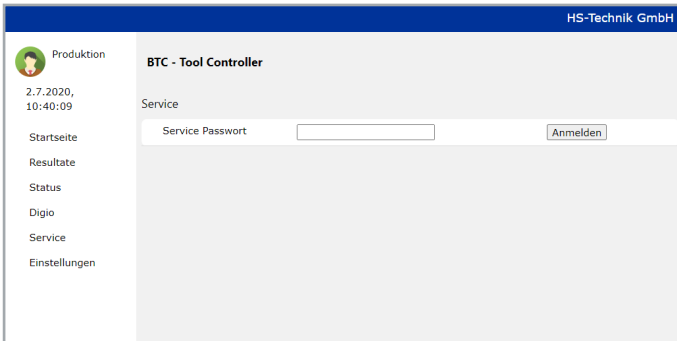 HS-Technik GmbH
Produktion
BTC - Tool Controller
2.7.2020,
10:40:09
Service
Service Passwort
Anmelden
Startseite
Resultate
Status
Digio
Service
Einstellungen